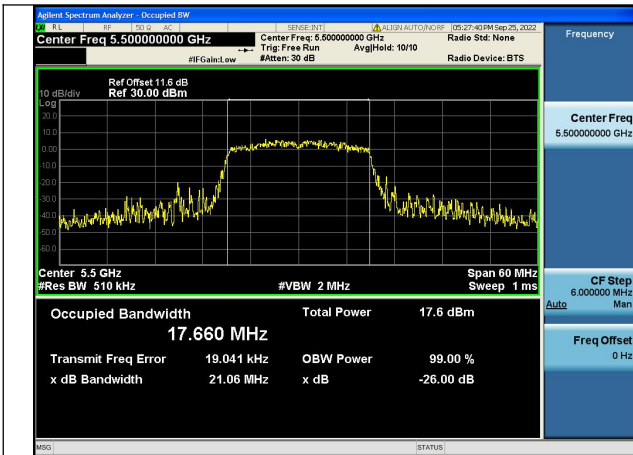 Agilent Spectrum Analyzer - Occupied BW
RL RF 50 Ω AC SENSE:INT ALIGN AUTO/NO RF 05:27:40 PM Sep 25, 2022
Center Freq 5.500000000 GHz Center Freq: 5.500000000 GHz Radio Std: None
Trig: Free Run Avg|Hold: 10/10
#IFGain:Low #Atten: 30 dB Radio Device: BTS
Frequency
Ref Offset 11.6 dB
10 dB/div Ref 30.00 dBm
Log
20.0
10.0
0.00
-10.0
-20.0
-30.0
-40.0
-50.0
-60.0
Center Freq
5.500000000 GHz
Center 5.5 GHz Span 60 MHz
#Res BW 510 kHz #VBW 2 MHz Sweep 1 ms
CF Step
6.000000 MHz
Auto Man
Occupied Bandwidth Total Power 17.6 dBm
17.660 MHz
Transmit Freq Error 19.041 kHz OBW Power 99.00 %
x dB Bandwidth 21.06 MHz x dB -26.00 dB
Freq Offset
0 Hz
MSG STATUS